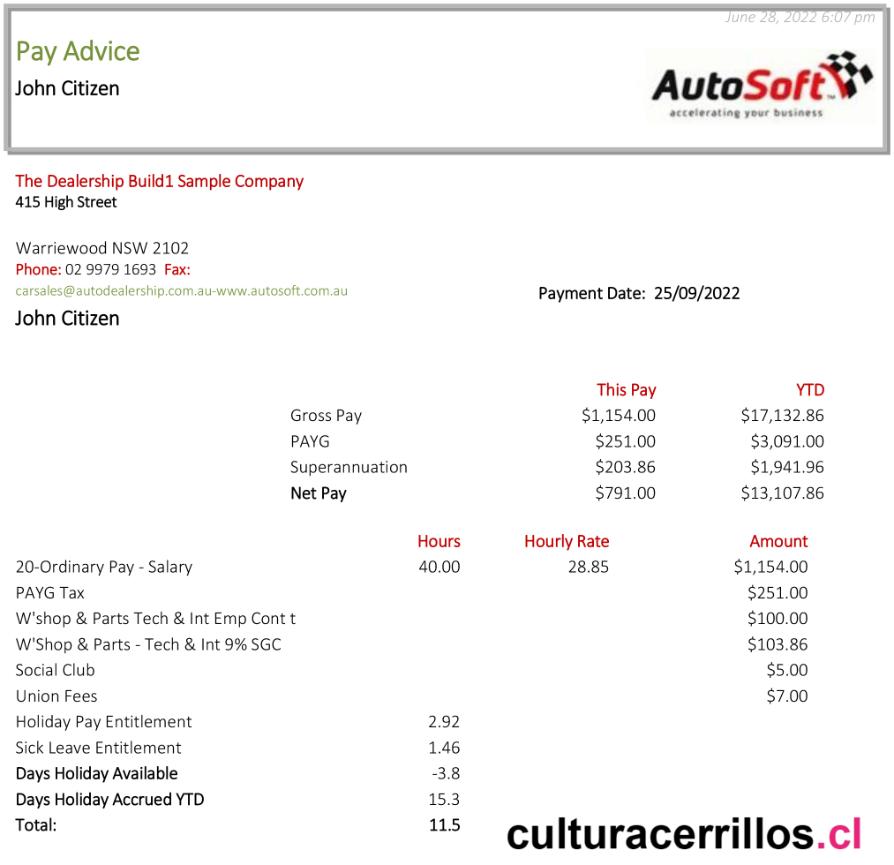 June 28, 2022 6:07 pm
Pay Advice
John Citizen
AutoSoft™
accelerating your business
The Dealership Build1 Sample Company
415 High Street
Warriewood NSW 2102
Phone: 02 9979 1693 Fax:
carsales@autodealership.com.au-www.autosoft.com.au
Payment Date: 25/09/2022
John Citizen
This Pay YTD
Gross Pay $1,154.00 $17,132.86
PAYG $251.00 $3,091.00
Superannuation $203.86 $1,941.96
Net Pay $791.00 $13,107.86
Hours Hourly Rate Amount
20-Ordinary Pay - Salary 40.00 28.85 $1,154.00
PAYG Tax $251.00
W'shop & Parts Tech & Int Emp Cont t $100.00
W'Shop & Parts - Tech & Int 9% SGC $103.86
Social Club $5.00
Union Fees $7.00
Holiday Pay Entitlement 2.92
Sick Leave Entitlement 1.46
Days Holiday Available -3.8
Days Holiday Accrued YTD 15.3
Total: 11.5
culturacerrillos.cl